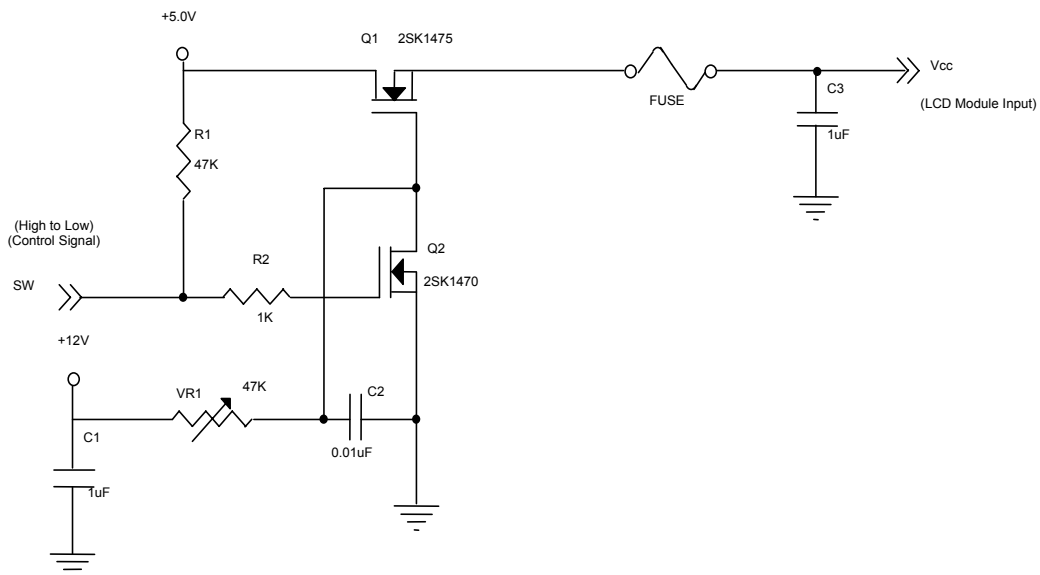 +5.0V
Q1 2SK1475
FUSE
C3
1uF
Vcc
(LCD Module Input)
R1
47K
(High to Low)
(Control Signal)
SW
R2
1K
Q2
2SK1470
+12V
VR1
47K
C2
0.01uF
C1
1uF